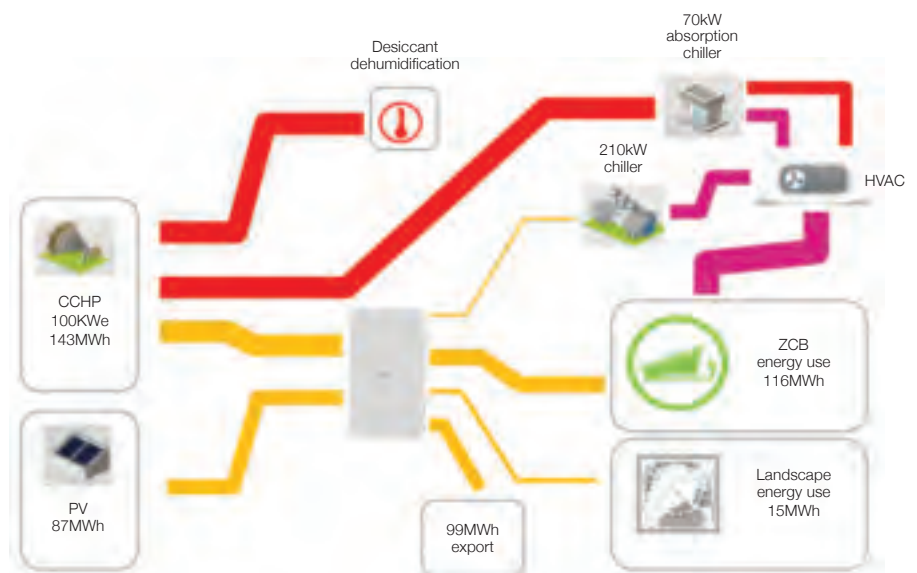 70kW
absorption
chiller
Desiccant
dehumidification
210kW
chiller
HVAC
CCHP
100KWe
143MWh
ZCB
energy use
116MWh
PV
87MWh
Landscape
energy use
15MWh
99MWh
export